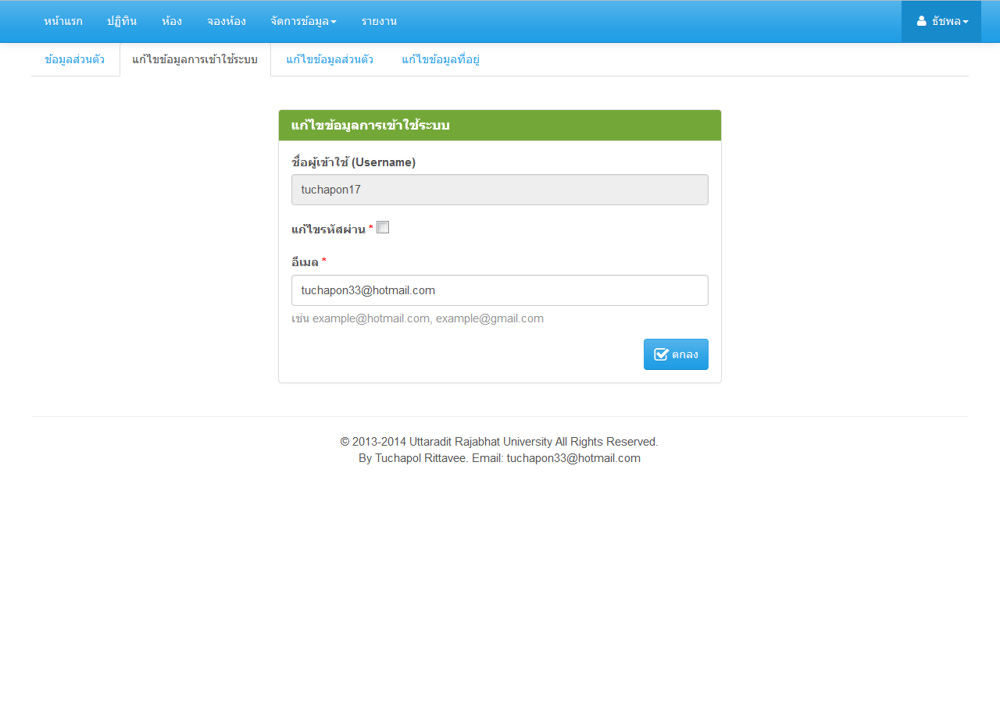 หน้าแรก ปฏิทิน ห้อง จองห้อง จัดการข้อมูล รายงาน ธัชพล
ข้อมูลส่วนตัว แก้ไขข้อมูลการเข้าใช้ระบบ แก้ไขข้อมูลส่วนตัว แก้ไขข้อมูลที่อยู่
แก้ไขข้อมูลการเข้าใช้ระบบ
ชื่อผู้เข้าใช้ (Username)
tuchapon17
แก้ไขรหัสผ่าน *
อีเมล *
tuchapon33@hotmail.com
เช่น example@hotmail.com, example@gmail.com
ตกลง
© 2013-2014 Uttaradit Rajabhat University All Rights Reserved.
By Tuchapol Rittavee. Email: tuchapon33@hotmail.com